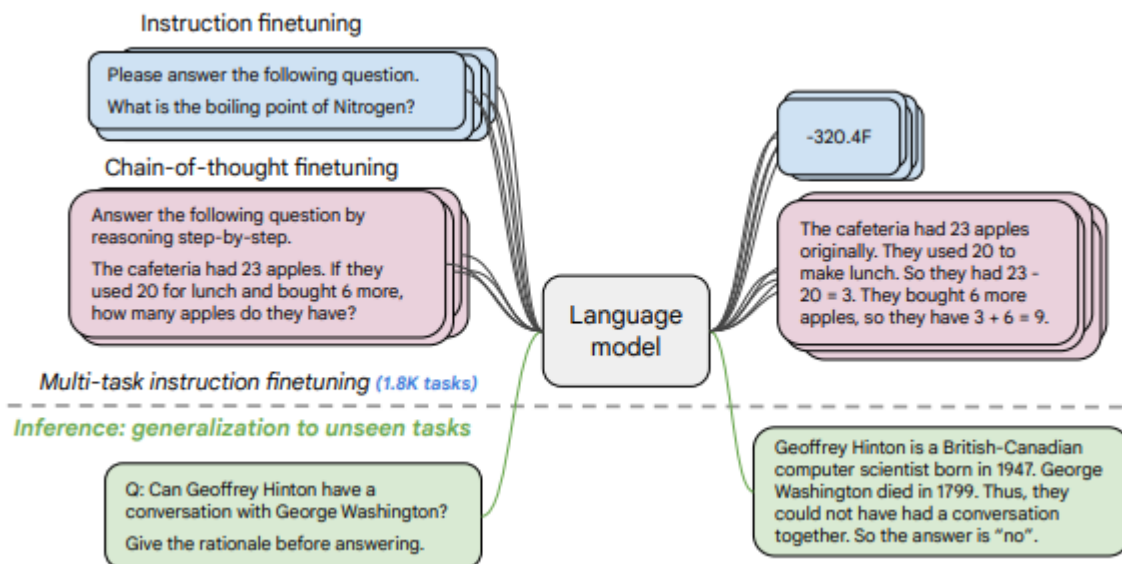 Instruction finetuning
Please answer the following question.
What is the boiling point of Nitrogen?
-320.4F
Chain-of-thought finetuning
Answer the following question by
reasoning step-by-step.
The cafeteria had 23 apples. If they
used 20 for lunch and bought 6 more,
how many apples do they have?
The cafeteria had 23 apples
originally. They used 20 to
make lunch. So they had 23 -
20 = 3. They bought 6 more
apples, so they have 3 + 6 = 9.
Language
model
Multi-task instruction finetuning (1.8K tasks)
Inference: generalization to unseen tasks
Q: Can Geoffrey Hinton have a
conversation with George Washington?
Give the rationale before answering.
Geoffrey Hinton is a British-Canadian
computer scientist born in 1947. George
Washington died in 1799. Thus, they
could not have had a conversation
together. So the answer is “no”.